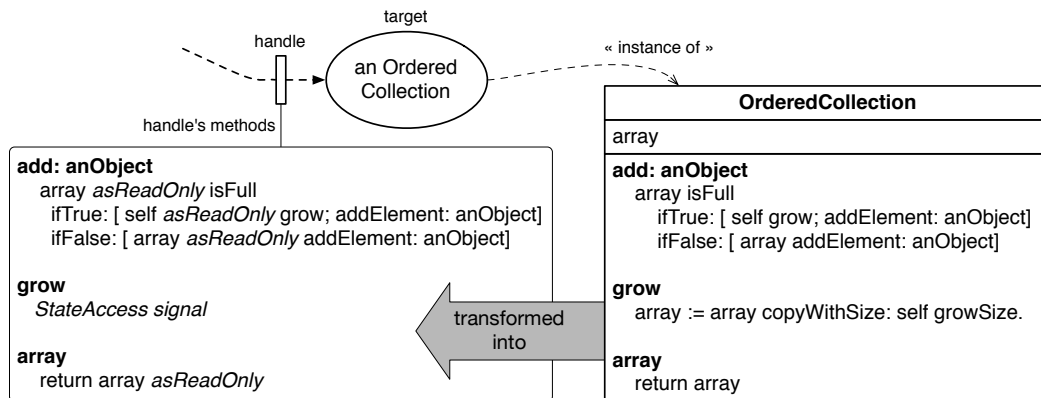 target
handle
« instance of »
an Ordered
Collection
handle's methods
add: anObject
array asReadOnly isFull
ifTrue: [ self asReadOnly grow; addElement: anObject]
ifFalse: [ array asReadOnly addElement: anObject]
grow
StateAccess signal
array
return array asReadOnly
transformed
into
OrderedCollection
array
add: anObject
array isFull
ifTrue: [ self grow; addElement: anObject]
ifFalse: [ array addElement: anObject]
grow
array := array copyWithSize: self growSize.
array
return array